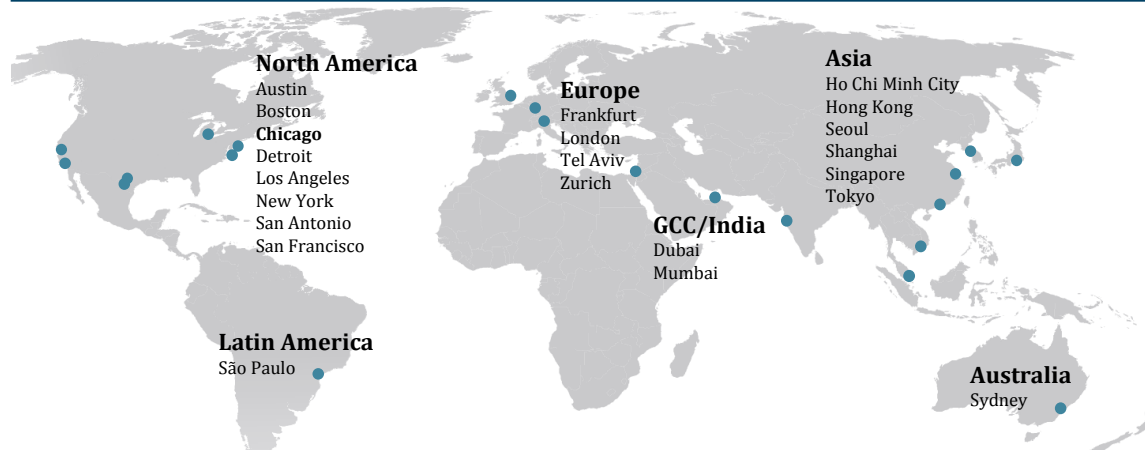 North America
Austin
Boston
Chicago
Detroit
Los Angeles
New York
San Antonio
San Francisco
Latin America
São Paulo
Europe
Frankfurt
London
Tel Aviv
Zurich
GCC/India
Dubai
Mumbai
Asia
Ho Chi Minh City
Hong Kong
Seoul
Shanghai
Singapore
Tokyo
Australia
Sydney